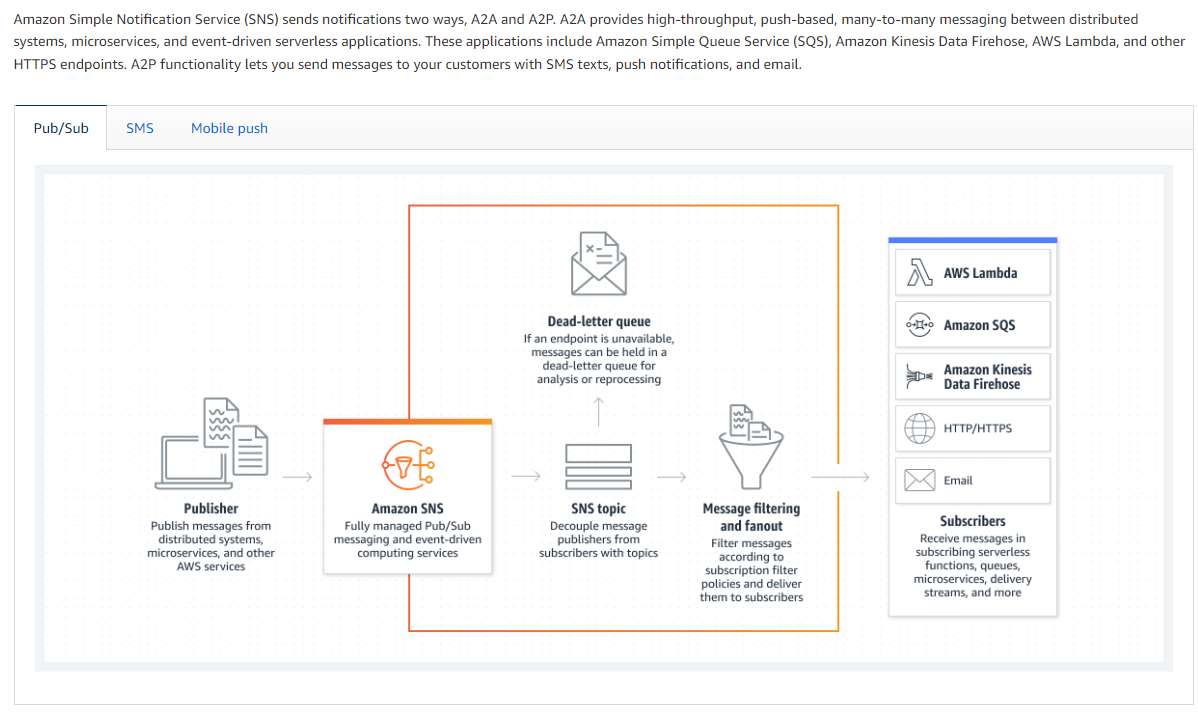 Amazon Simple Notification Service (SNS) sends notifications two ways, A2A and A2P. A2A provides high-throughput, push-based, many-to-many messaging between distributed
systems, microservices, and event-driven serverless applications. These applications include Amazon Simple Queue Service (SQS), Amazon Kinesis Data Firehose, AWS Lambda, and other
HTTPS endpoints. A2P functionality lets you send messages to your customers with SMS texts, push notifications, and email.
Pub/Sub
SMS
Mobile push
Publisher
Publish messages from
distributed systems,
microservices, and other
AWS services
Amazon SNS
Fully managed Pub/Sub
messaging and event-driven
computing services
Dead-letter queue
If an endpoint is unavailable,
messages can be held in a
dead-letter queue for
analysis or reprocessing
SNS topic
Decouple message
publishers from
subscribers with topics
Message filtering
and fanout
Filter messages
according to
subscription filter
policies and deliver
them to subscribers
AWS Lambda
Amazon SQS
Amazon Kinesis
Data Firehose
HTTP/HTTPS
Email
Subscribers
Receive messages in
subscribing serverless
functions, queues,
microservices, delivery
streams, and more